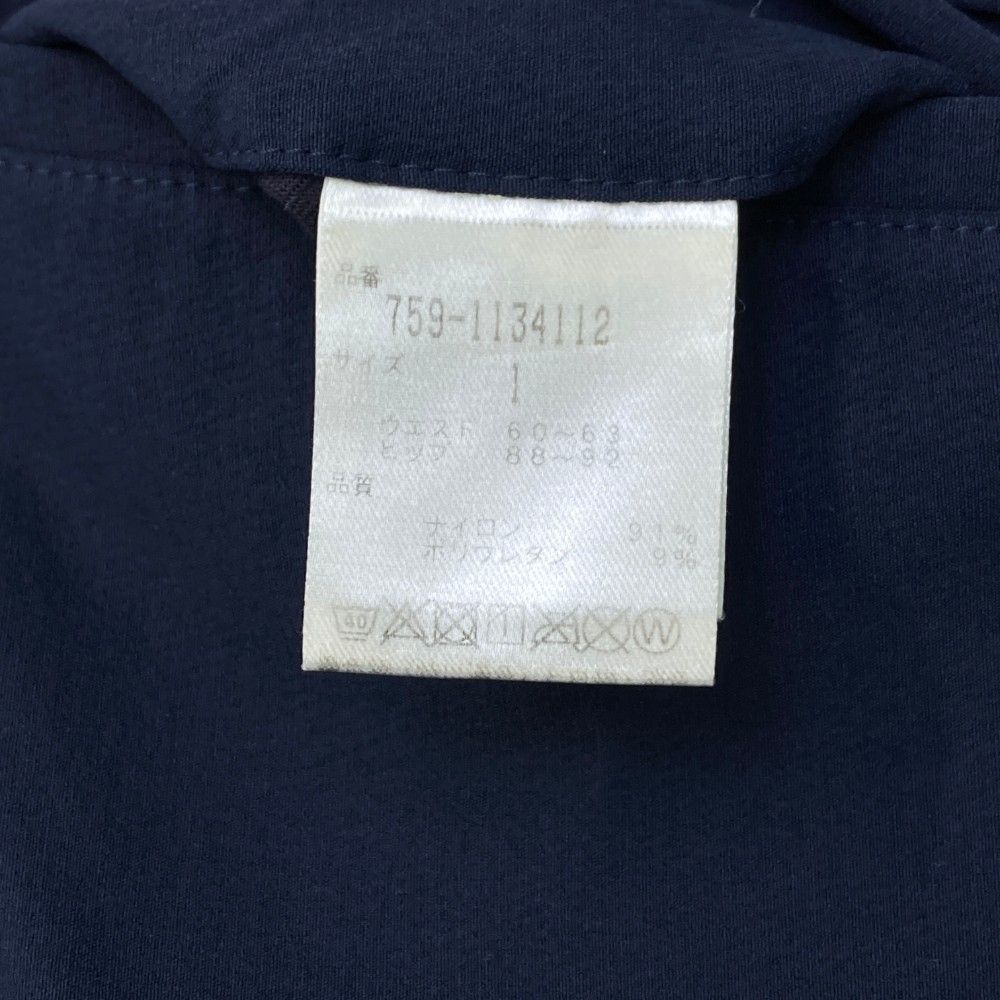 品番
759-1134112
サイズ
1
ウエスト 60～63
ヒップ 88～92
品質
ナイロン 91%
ポリウレタン 9%
40 W